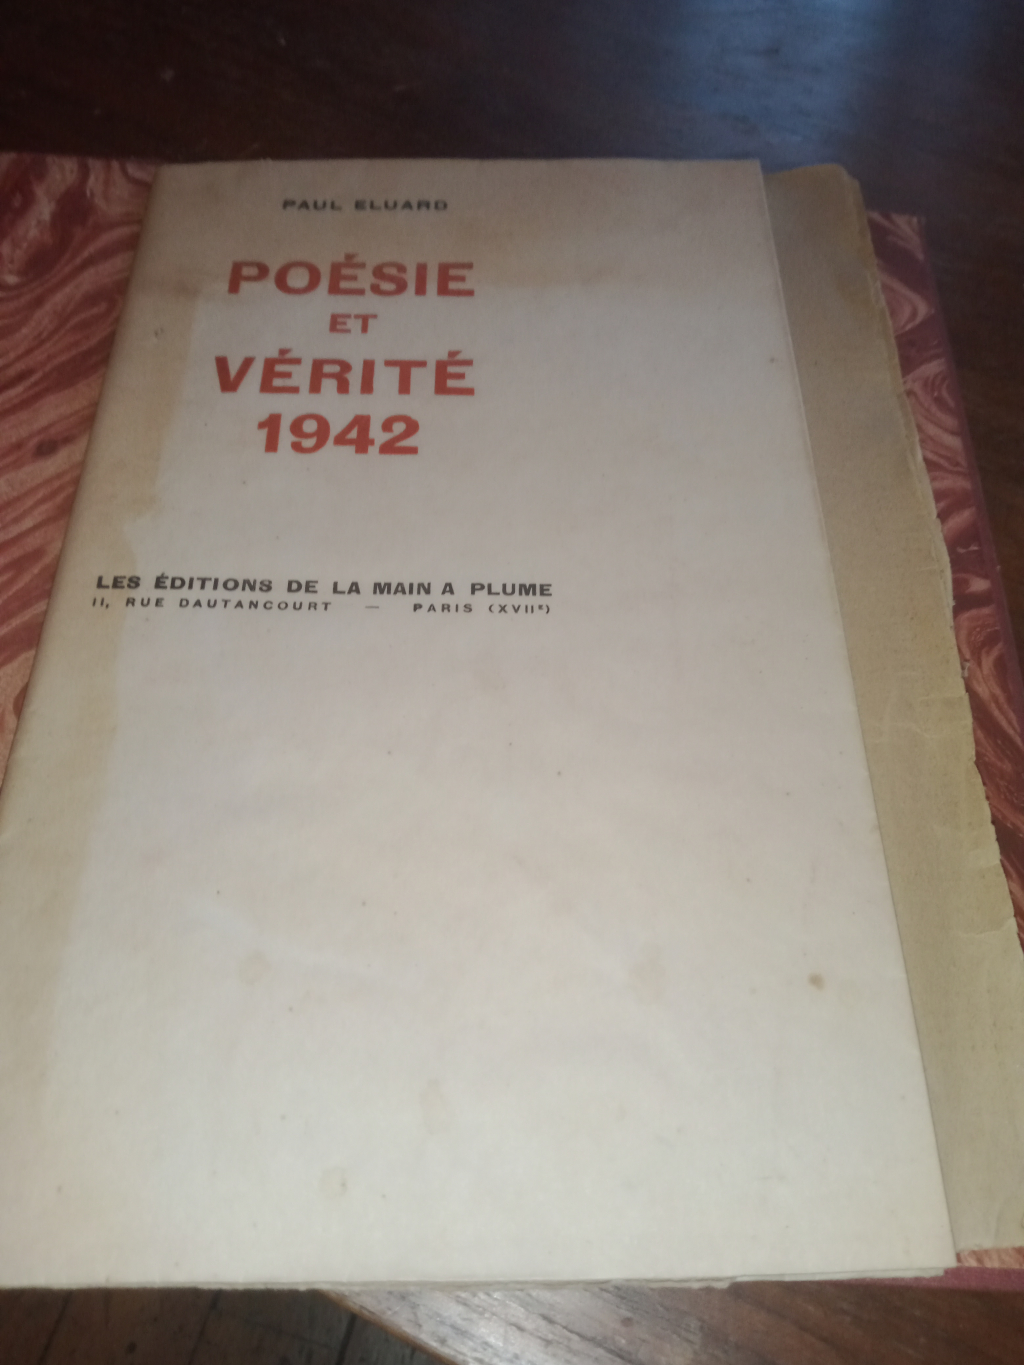 PAUL ELUARD
POÉSIE
ET
VÉRITÉ
1942
LES ÉDITIONS DE LA MAIN A PLUME
11, RUE DAUTANCOURT — PARIS (XVIIᵉ)